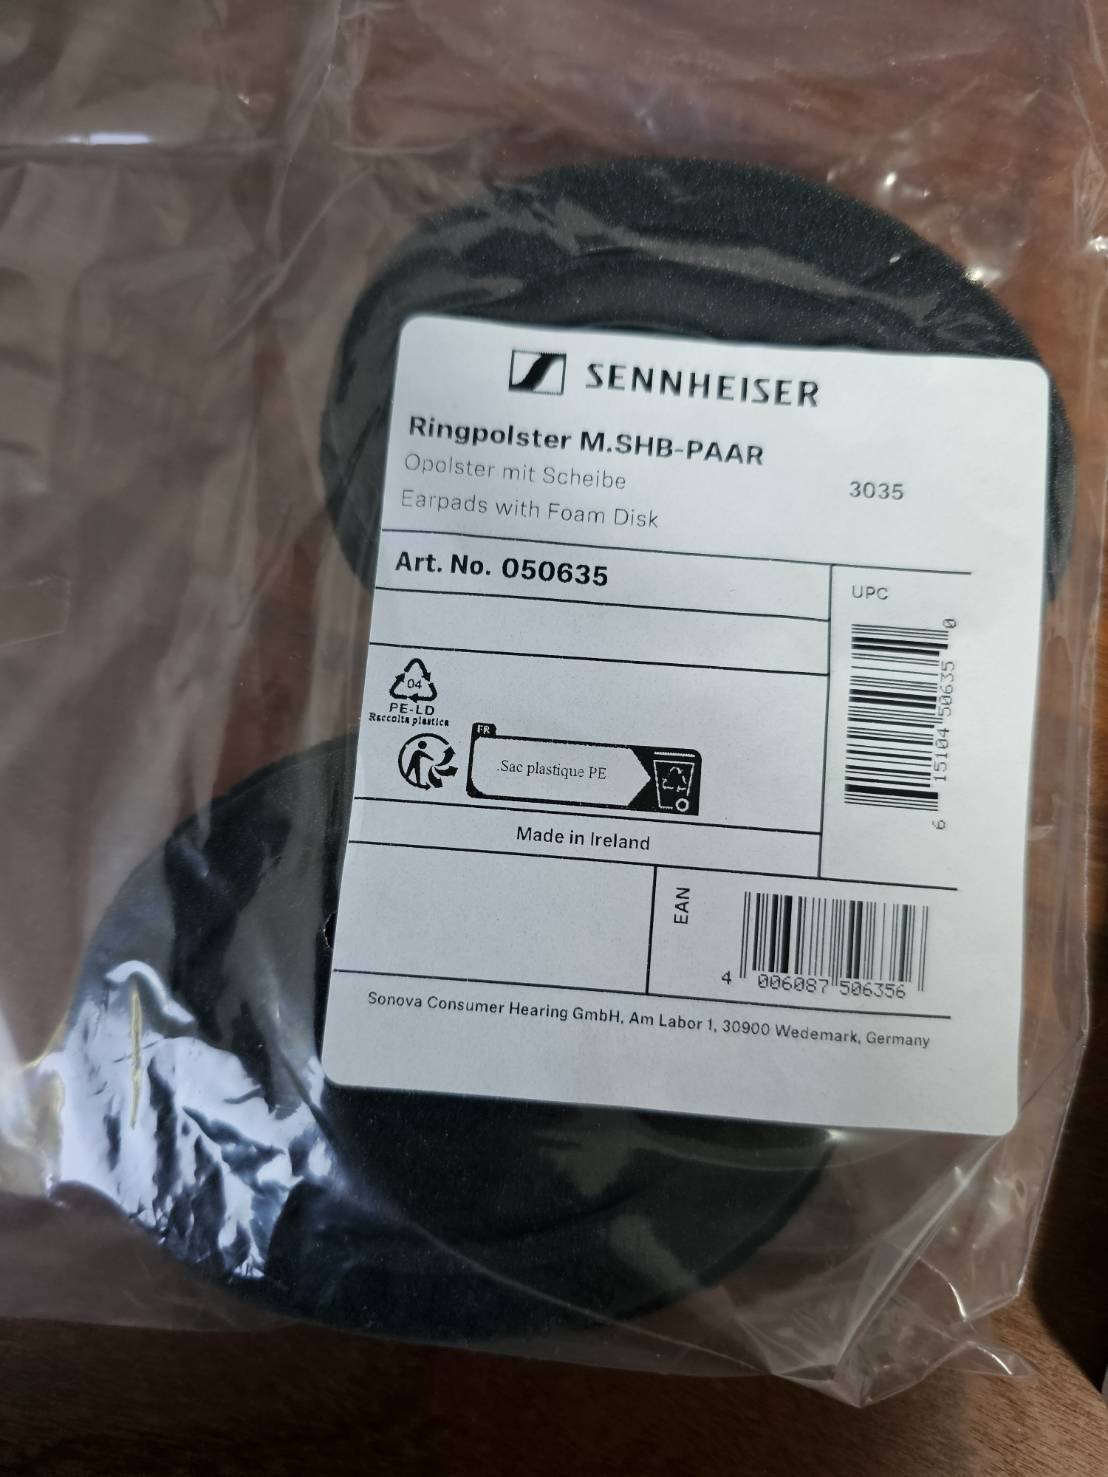 SENNHEISER
Ringpolster M.SHB-PAAR
Opolster mit Scheibe
3035
Earpads with Foam Disk
Art. No. 050635
UPC
6 15104 50635 0
04
PE-LD
Raccolta plastica
FR
.Sac plastique PE
Made in Ireland
EAN
4 006087 506356
Sonova Consumer Hearing GmbH, Am Labor 1, 30900 Wedemark, Germany